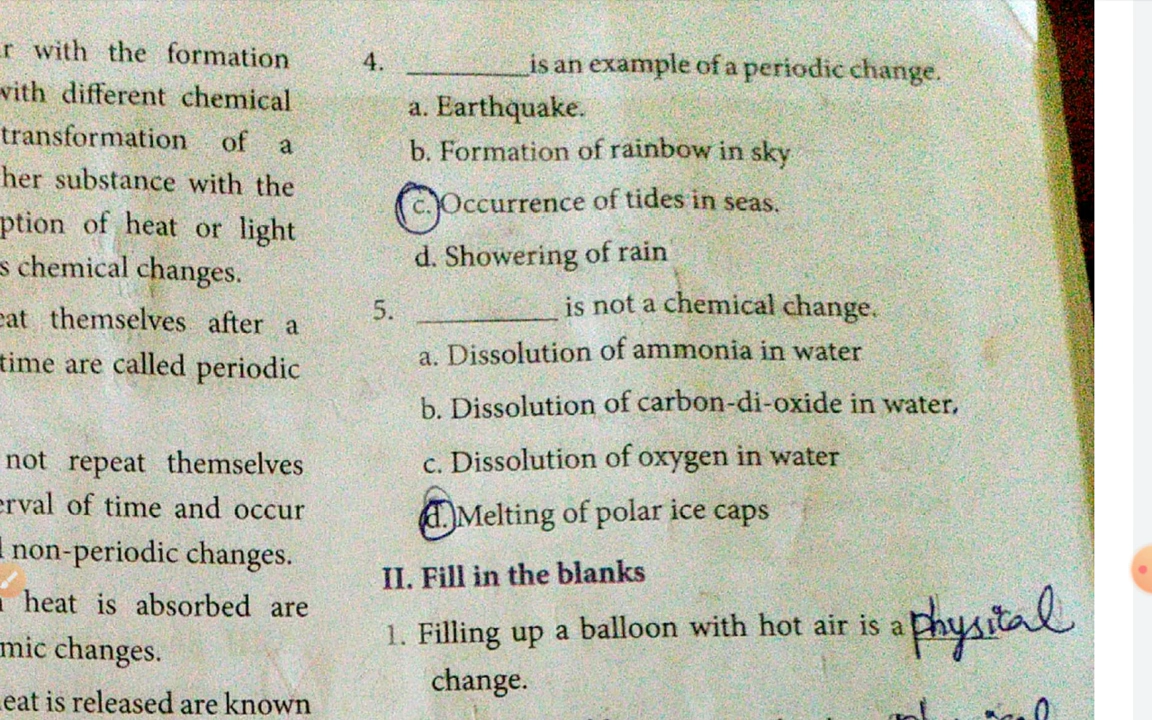 r with the formation
with different chemical
transformation of a
her substance with the
ption of heat or light
s chemical changes.
eat themselves after a
time are called periodic
not repeat themselves
erval of time and occur
non-periodic changes.
heat is absorbed are
mic changes.
eat is released are known
4. ________is an example of a periodic change.
a. Earthquake.
b. Formation of rainbow in sky
c. Occurrence of tides in seas.
d. Showering of rain
5. ________ is not a chemical change.
a. Dissolution of ammonia in water
b. Dissolution of carbon-di-oxide in water.
c. Dissolution of oxygen in water
d. Melting of polar ice caps
II. Fill in the blanks
1. Filling up a balloon with hot air is a physical
change.